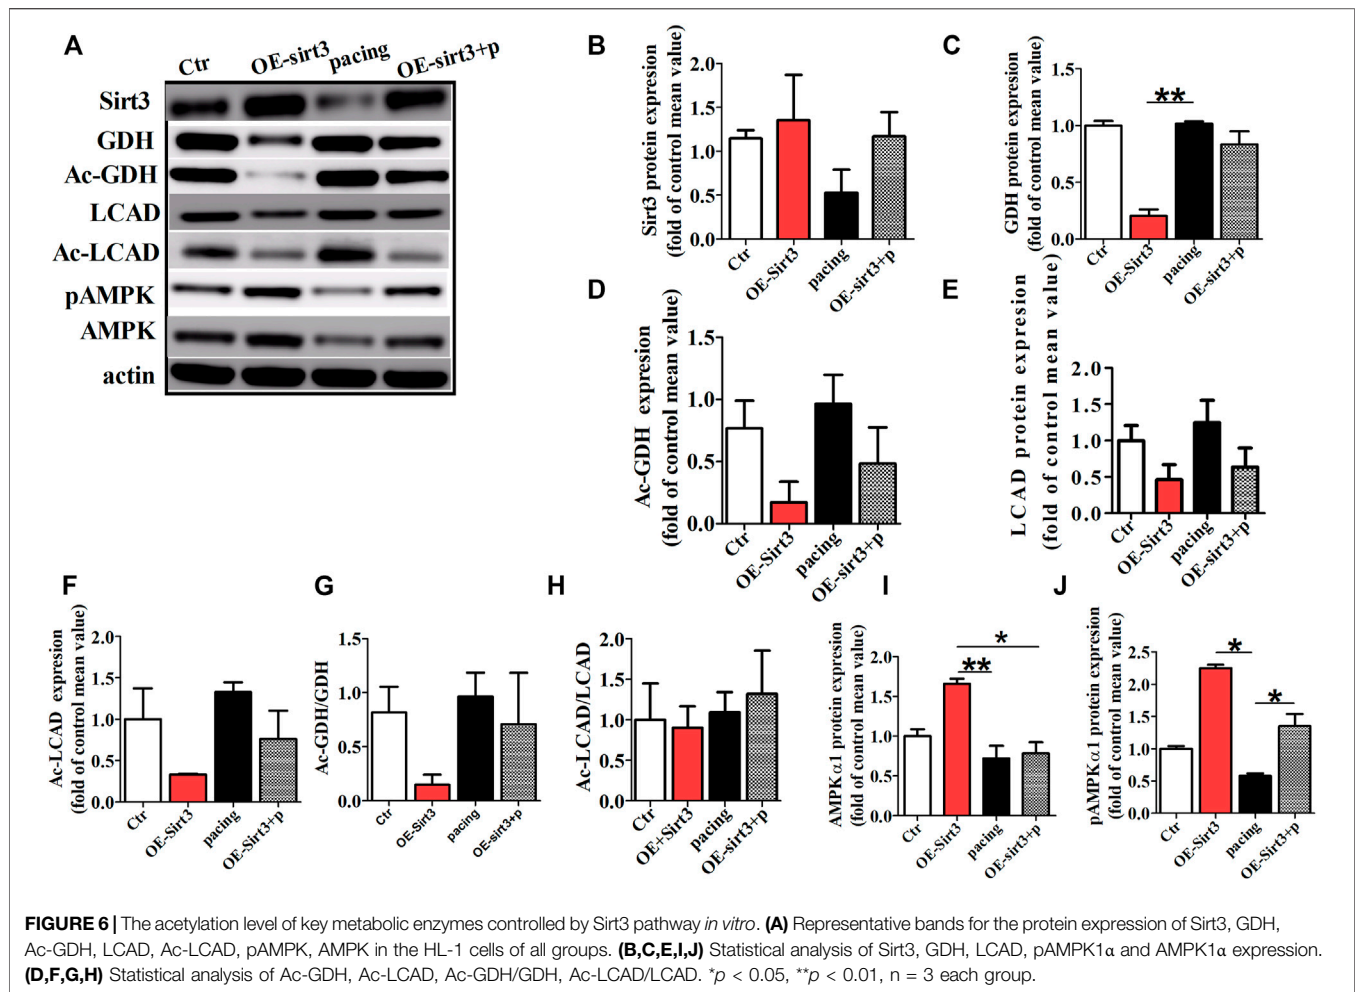 A
Ctr OE-sirt3 pacing OE-sirt3+p
Sirt3
GDH
Ac-GDH
LCAD
Ac-LCAD
pAMPK
AMPK
actin
B
Sirt3 protein expresion
(fold of control mean value)
2.0
1.5
1.0
0.5
0.0
Ctr
OE-Sirt3
pacing
OE-sirt3+p
C
GDH protein expresion
(fold of control mean value)
1.5
1.0
0.5
0.0
**
Ctr
OE-Sirt3
pacing
OE-sirt3+p
D
Ac-GDH expresion
(fold of control mean value)
1.5
1.0
0.5
0.0
Ctr
OE-Sirt3
pacing
OE-sirt3+p
E
LCAD protein expresion
(fold of control mean value)
2.0
1.5
1.0
0.5
0.0
Ctr
OE-Sirt3
pacing
OE-sirt3+p
F
Ac-LCAD expresion
(fold of control mean value)
2.0
1.5
1.0
0.5
0.0
Ctr
OE-Sirt3
pacing
OE-Sirt3+p
G
Ac-GDH/GDH
1.5
1.0
0.5
0.0
Ctr
OE-Sirt3
pacing
OE-sirt3+p
H
Ac-LCAD/LCAD
2.0
1.5
1.0
0.5
0.0
Ctr
OE+Sirt3
pacing
OE-sirt3+p
I
AMPKα1 protein expresion
(fold of control mean value)
2.0
1.5
1.0
0.5
0.0
*
**
Ctr
OE-Sirt3
pacing
OE-sirt3+p
J
pAMPKα1 protein expresion
(fold of control mean value)
2.5
2.0
1.5
1.0
0.5
0.0
*
*
Ctr
OE-Sirt3
pacing
OE-Sirt3+p
FIGURE 6 | The acetylation level of key metabolic enzymes controlled by Sirt3 pathway in vitro. (A) Representative bands for the protein expression of Sirt3, GDH,
Ac-GDH, LCAD, Ac-LCAD, pAMPK, AMPK in the HL-1 cells of all groups. (B,C,E,I,J) Statistical analysis of Sirt3, GDH, LCAD, pAMPK1α and AMPK1α expression.
(D,F,G,H) Statistical analysis of Ac-GDH, Ac-LCAD, Ac-GDH/GDH, Ac-LCAD/LCAD. *p < 0.05, **p < 0.01, n = 3 each group.